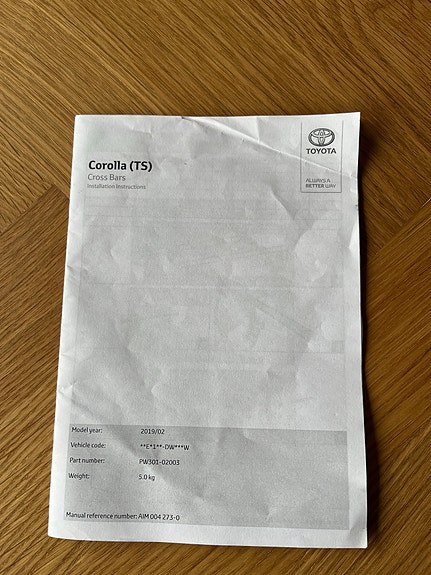 TOYOTA
ALWAYS A
BETTER WAY
Corolla (TS)
Cross Bars
Installation Instructions
Model year: 2019/02
Vehicle code: **E*1**-DW***W
Part number: PW301-02003
Weight: 5.0 kg
Manual reference number: AIM 004 273-0